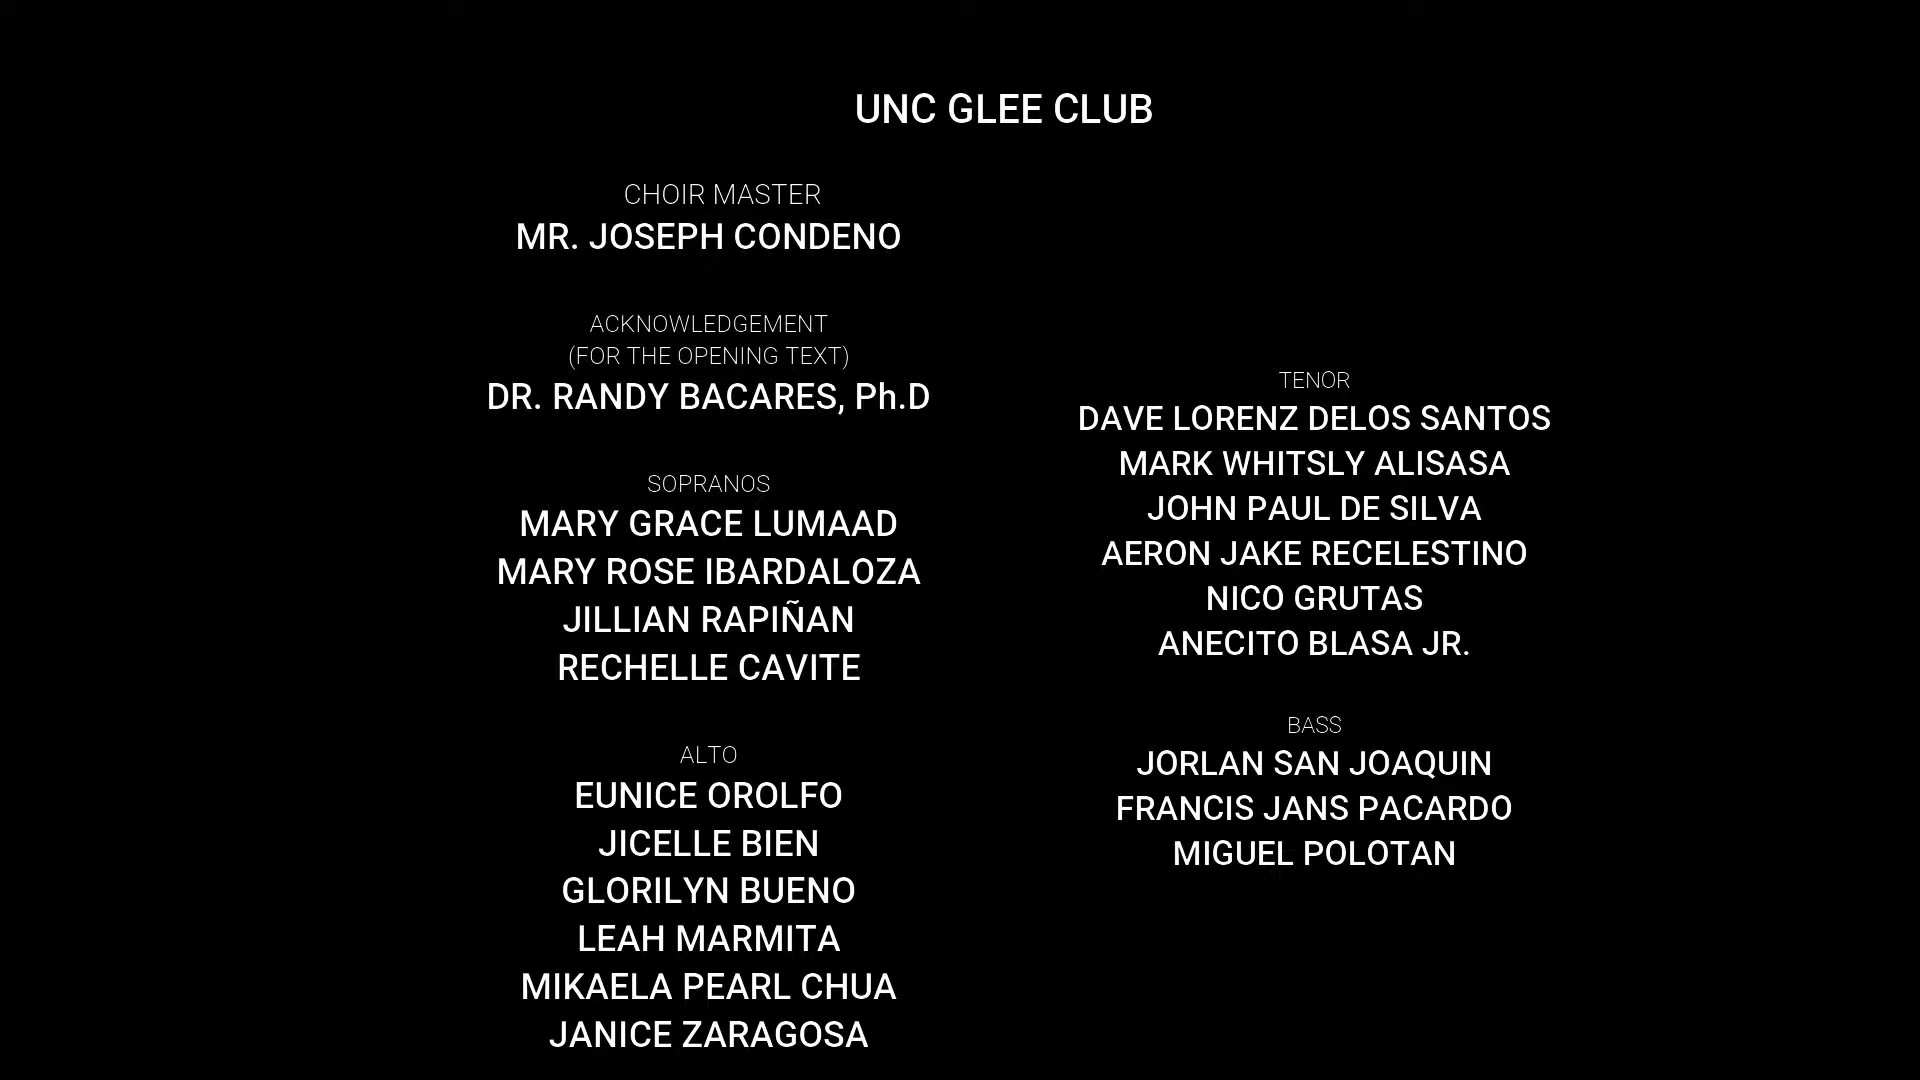 UNC GLEE CLUB
CHOIR MASTER
MR. JOSEPH CONDENO
ACKNOWLEDGEMENT
(FOR THE OPENING TEXT)
DR. RANDY BACARES, Ph.D
SOPRANOS
MARY GRACE LUMAAD
MARY ROSE IBARDALOZA
JILLIAN RAPIÑAN
RECHELLE CAVITE
ALTO
EUNICE OROLFO
JICELLE BIEN
GLORILYN BUENO
LEAH MARMITA
MIKAELA PEARL CHUA
JANICE ZARAGOSA
TENOR
DAVE LORENZ DELOS SANTOS
MARK WHITSLY ALISASA
JOHN PAUL DE SILVA
AERON JAKE RECELESTINO
NICO GRUTAS
ANECITO BLASA JR.
BASS
JORLAN SAN JOAQUIN
FRANCIS JANS PACARDO
MIGUEL POLOTAN